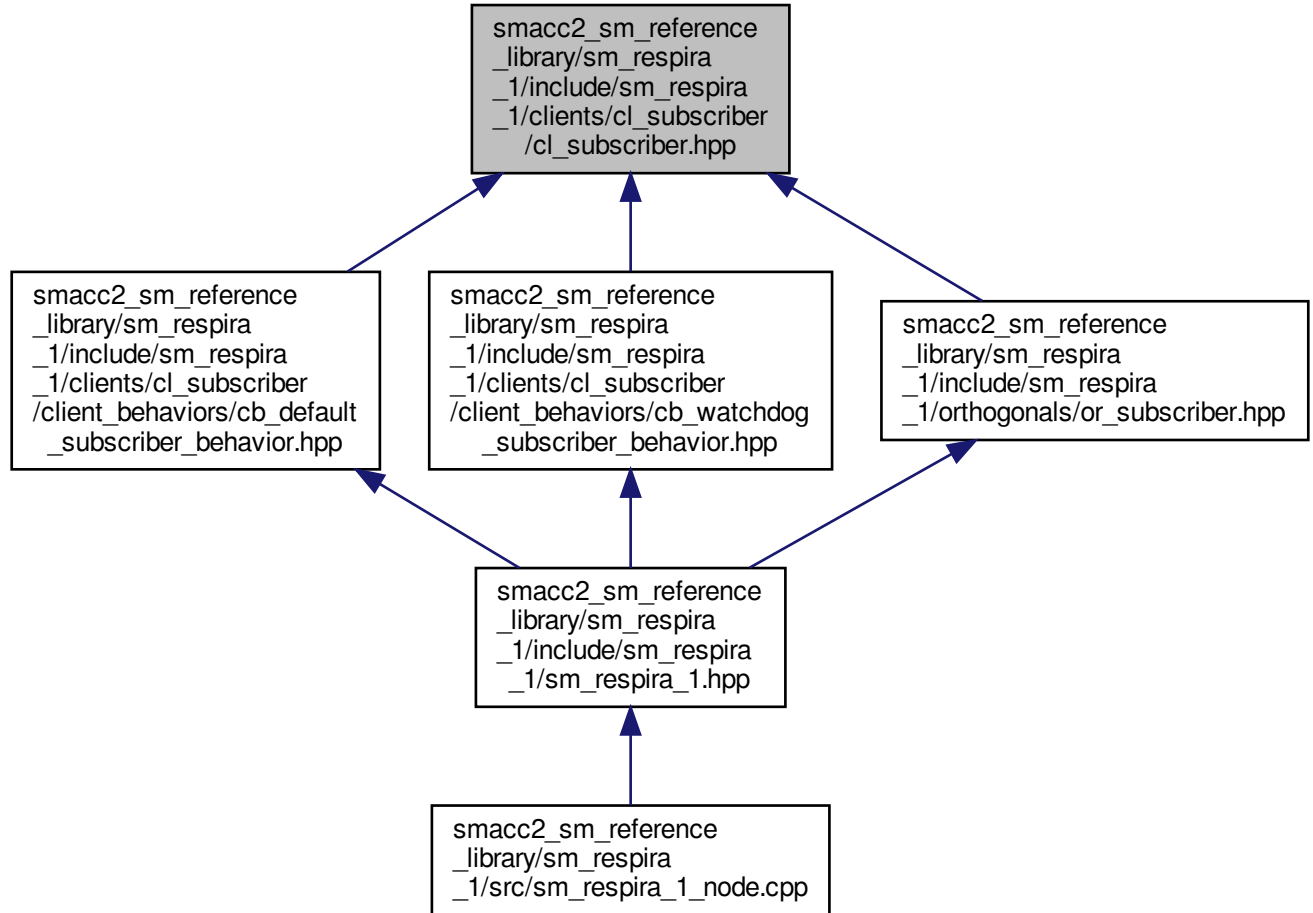 smacc2_sm_reference
_library/sm_respira
_1/include/sm_respira
_1/clients/cl_subscriber
/cl_subscriber.hpp
smacc2_sm_reference
_library/sm_respira
_1/include/sm_respira
_1/clients/cl_subscriber
/client_behaviors/cb_default
_subscriber_behavior.hpp
smacc2_sm_reference
_library/sm_respira
_1/include/sm_respira
_1/clients/cl_subscriber
/client_behaviors/cb_watchdog
_subscriber_behavior.hpp
smacc2_sm_reference
_library/sm_respira
_1/include/sm_respira
_1/orthogonals/or_subscriber.hpp
smacc2_sm_reference
_library/sm_respira
_1/include/sm_respira
_1/sm_respira_1.hpp
smacc2_sm_reference
_library/sm_respira
_1/src/sm_respira_1_node.cpp